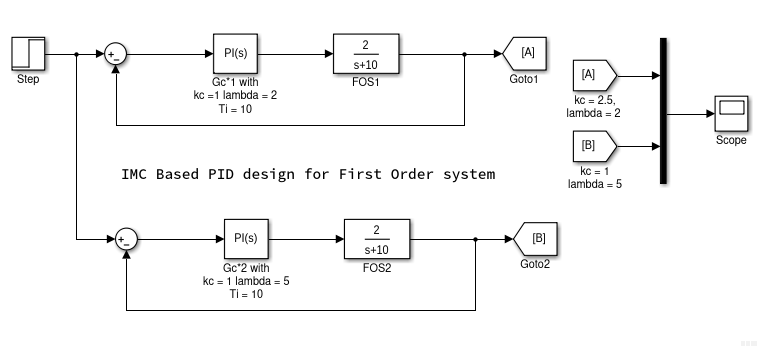 Step
+
−
PI(s)
Gc*1 with
kc =1 lambda = 2
Ti = 10
2
s+10
FOS1
[A]
Goto1
[A]
kc = 2.5,
lambda = 2
[B]
kc = 1
lambda = 5
Scope
IMC Based PID design for First Order system
+
−
PI(s)
Gc*2 with
kc = 1 lambda = 5
Ti = 10
2
s+10
FOS2
[B]
Goto2